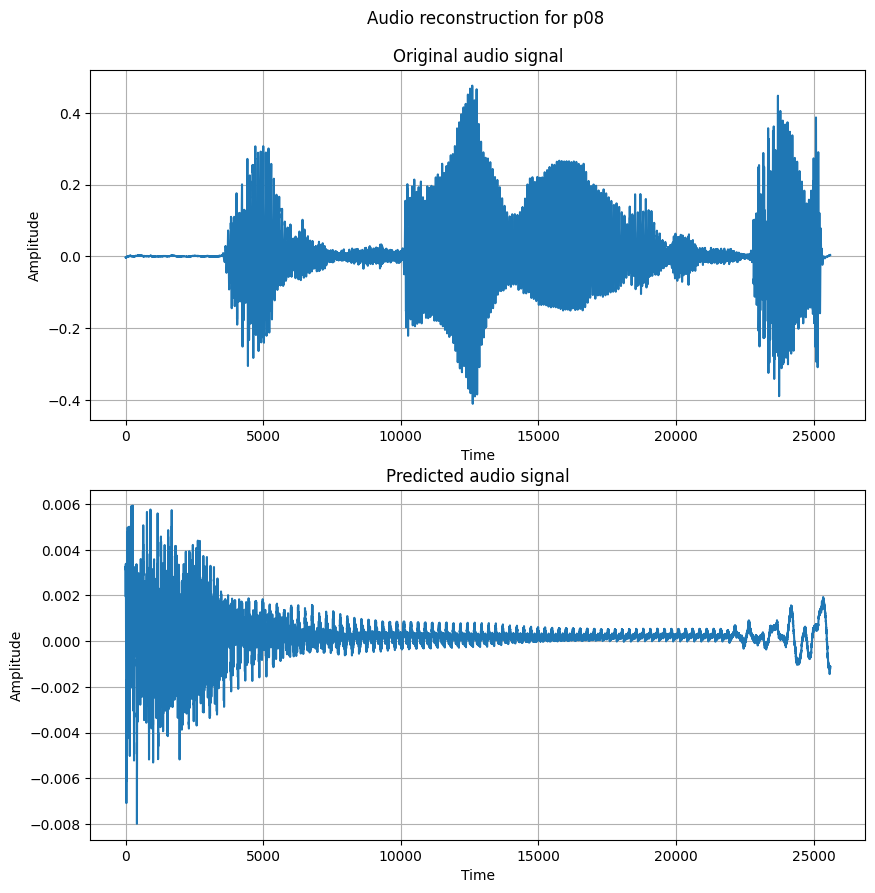 Audio reconstruction for p08
Original audio signal
Amplitude
0.4
0.2
0.0
−0.2
−0.4
0 5000 10000 15000 20000 25000
Time
Predicted audio signal
Amplitude
0.006
0.004
0.002
0.000
−0.002
−0.004
−0.006
−0.008
0 5000 10000 15000 20000 25000
Time